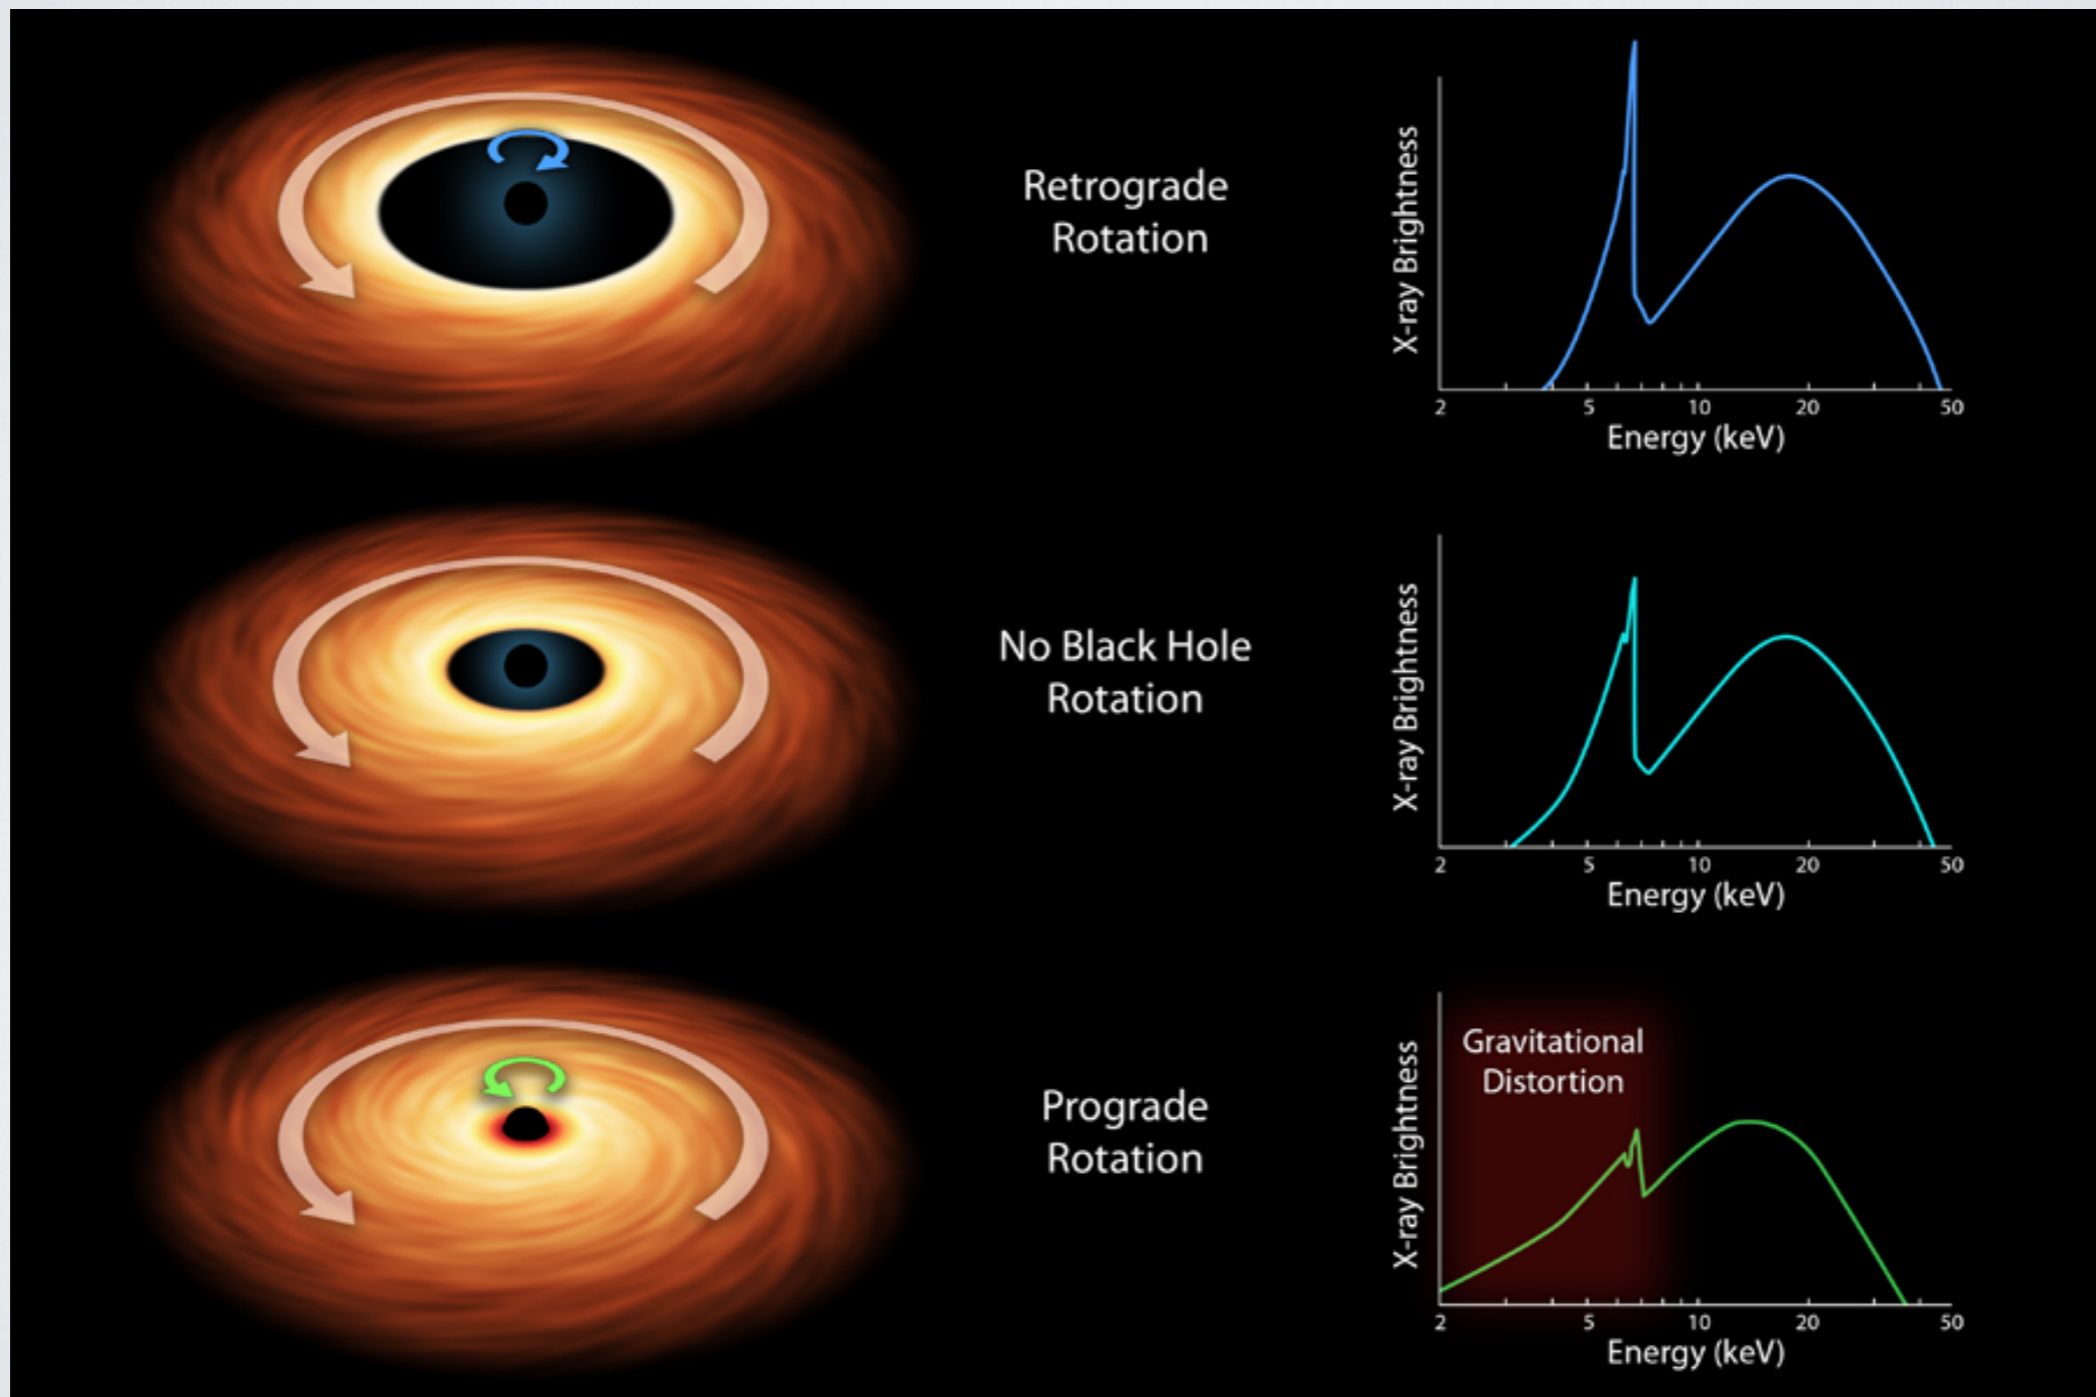 Retrograde
Rotation
X-ray Brightness
2 5 10 20 50
Energy (keV)
No Black Hole
Rotation
X-ray Brightness
2 5 10 20 50
Energy (keV)
Prograde
Rotation
Gravitational
Distortion
X-ray Brightness
2 5 10 20 50
Energy (keV)